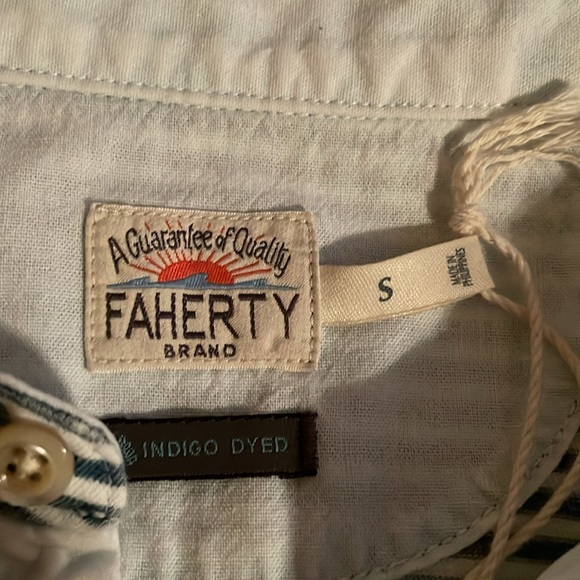 A Guarantee of Quality
FAHERTY
BRAND
S
MADE IN
PHILIPPINES
INDIGO DYED